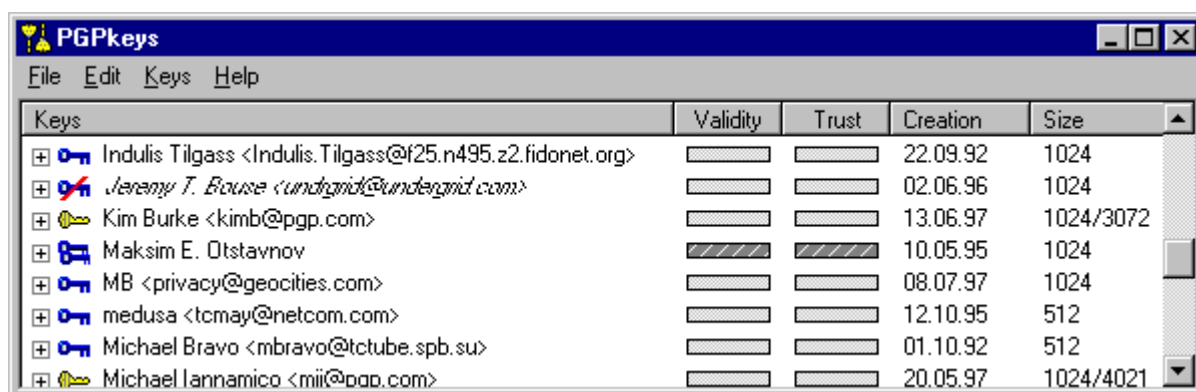 PGPkeys
File Edit Keys Help
Keys Validity Trust Creation Size
Indulis Tilgass <Indulis.Tilgass@f25.n495.z2.fidonet.org> 22.09.92 1024
Jeremy T. Bouse <undrgrid@undergrid.com> 02.06.96 1024
Kim Burke <kimb@pgp.com> 13.06.97 1024/3072
Maksim E. Otstavnov 10.05.95 1024
MB <privacy@geocities.com> 08.07.97 1024
medusa <tcmay@netcom.com> 12.10.95 512
Michael Bravo <mbravo@tctube.spb.su> 01.10.92 512
Michael Iannamico <mji@pgp.com> 20.05.97 1024/4021